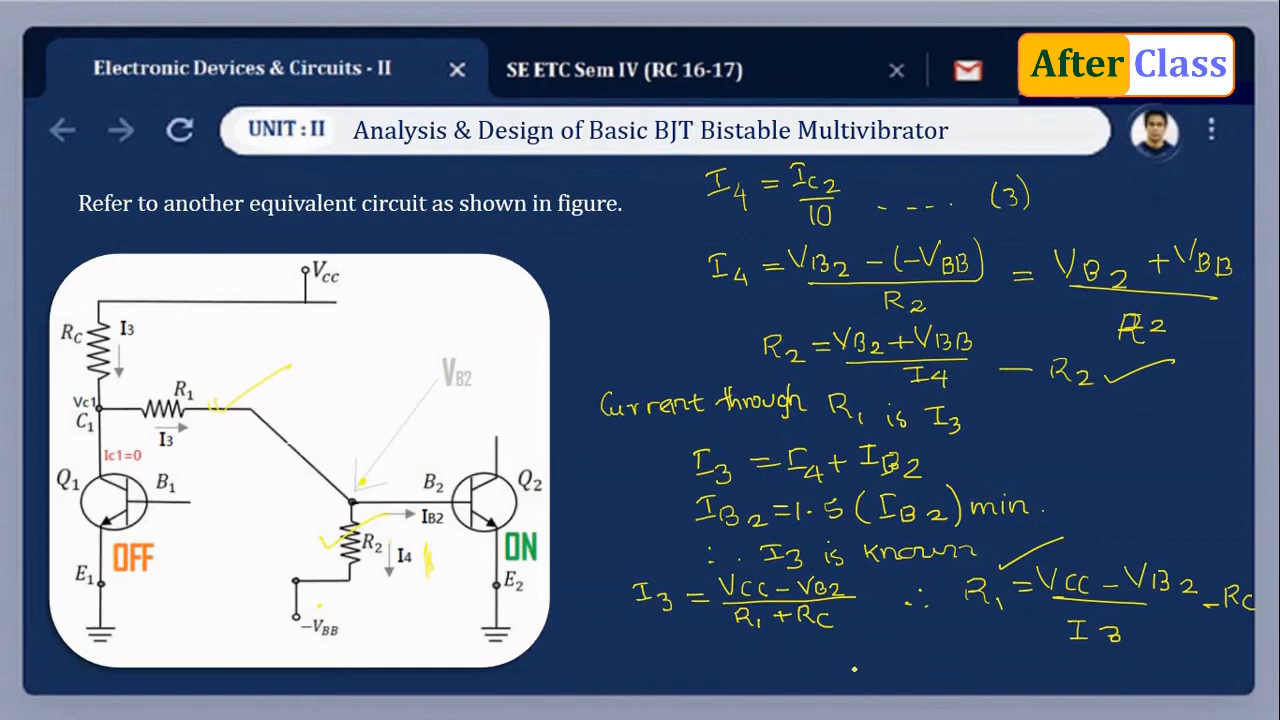 After Class
Electronic Devices & Circuits - II
SE ETC Sem IV (RC 16-17)
UNIT : II Analysis & Design of Basic BJT Bistable Multivibrator
Refer to another equivalent circuit as shown in figure.
VCC
RC I3
Vc1
C1
R1
I3
Ic1=0
Q1 B1
OFF
E1
VB2
B2 Q2
IB2
R2 I4
ON
E2
-VBB
I4 = IC2/10 ---- (3)
I4 = VB2 - (-VBB)/R2 = VB2 + VBB/R2
R2 = VB2 + VBB/I4 — R2 ✓
Current through R1 is I3
I3 = I4 + IB2
IB2 = 1.5 (IB2) min.
∴ I3 is known
I3 = VCC - VB2/R1 + RC ∴ R1 = VCC - VB2/I3 - RC